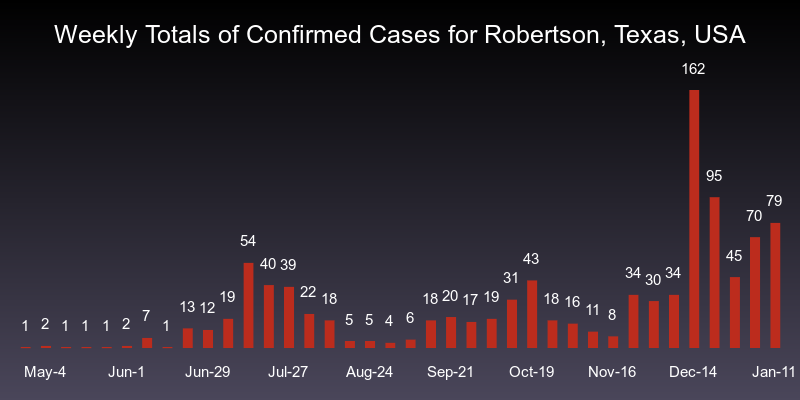 Weekly Totals of Confirmed Cases for Robertson, Texas, USA
1 2 1 1 1 2 7 1 13 12 19 54 40 39 22 18 5 5 4 6 18 20 17 19 31 43 18 16 11 8 34 30 34 162 95 45 70 79
May-4 Jun-1 Jun-29 Jul-27 Aug-24 Sep-21 Oct-19 Nov-16 Dec-14 Jan-11